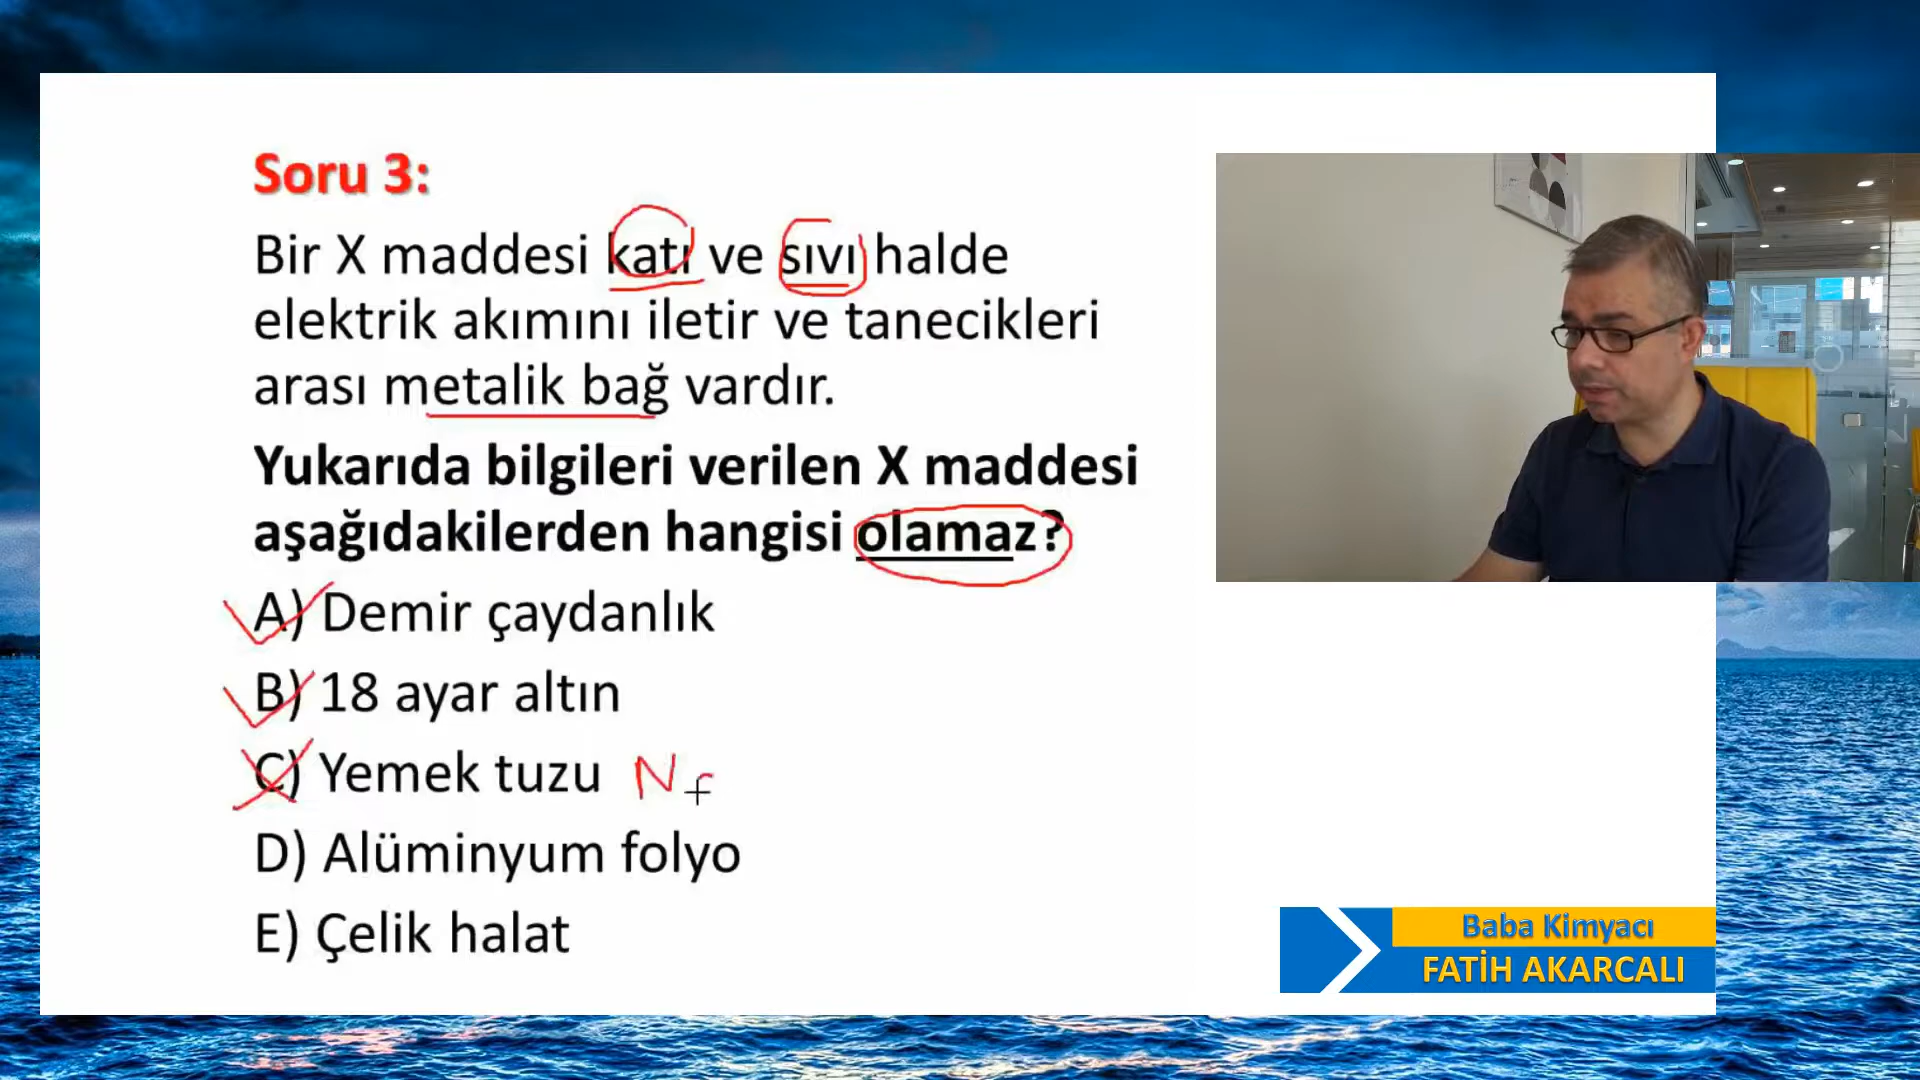 Soru 3:
Bir X maddesi katı ve sıvı halde
elektrik akımını iletir ve tanecikleri
arası metalik bağ vardır.
Yukarıda bilgileri verilen X maddesi
aşağıdakilerden hangisi olamaz?
A) Demir çaydanlık
B) 18 ayar altın
C) Yemek tuzu N
D) Alüminyum folyo
E) Çelik halat
Baba Kimyacı
FATİH AKARCALI